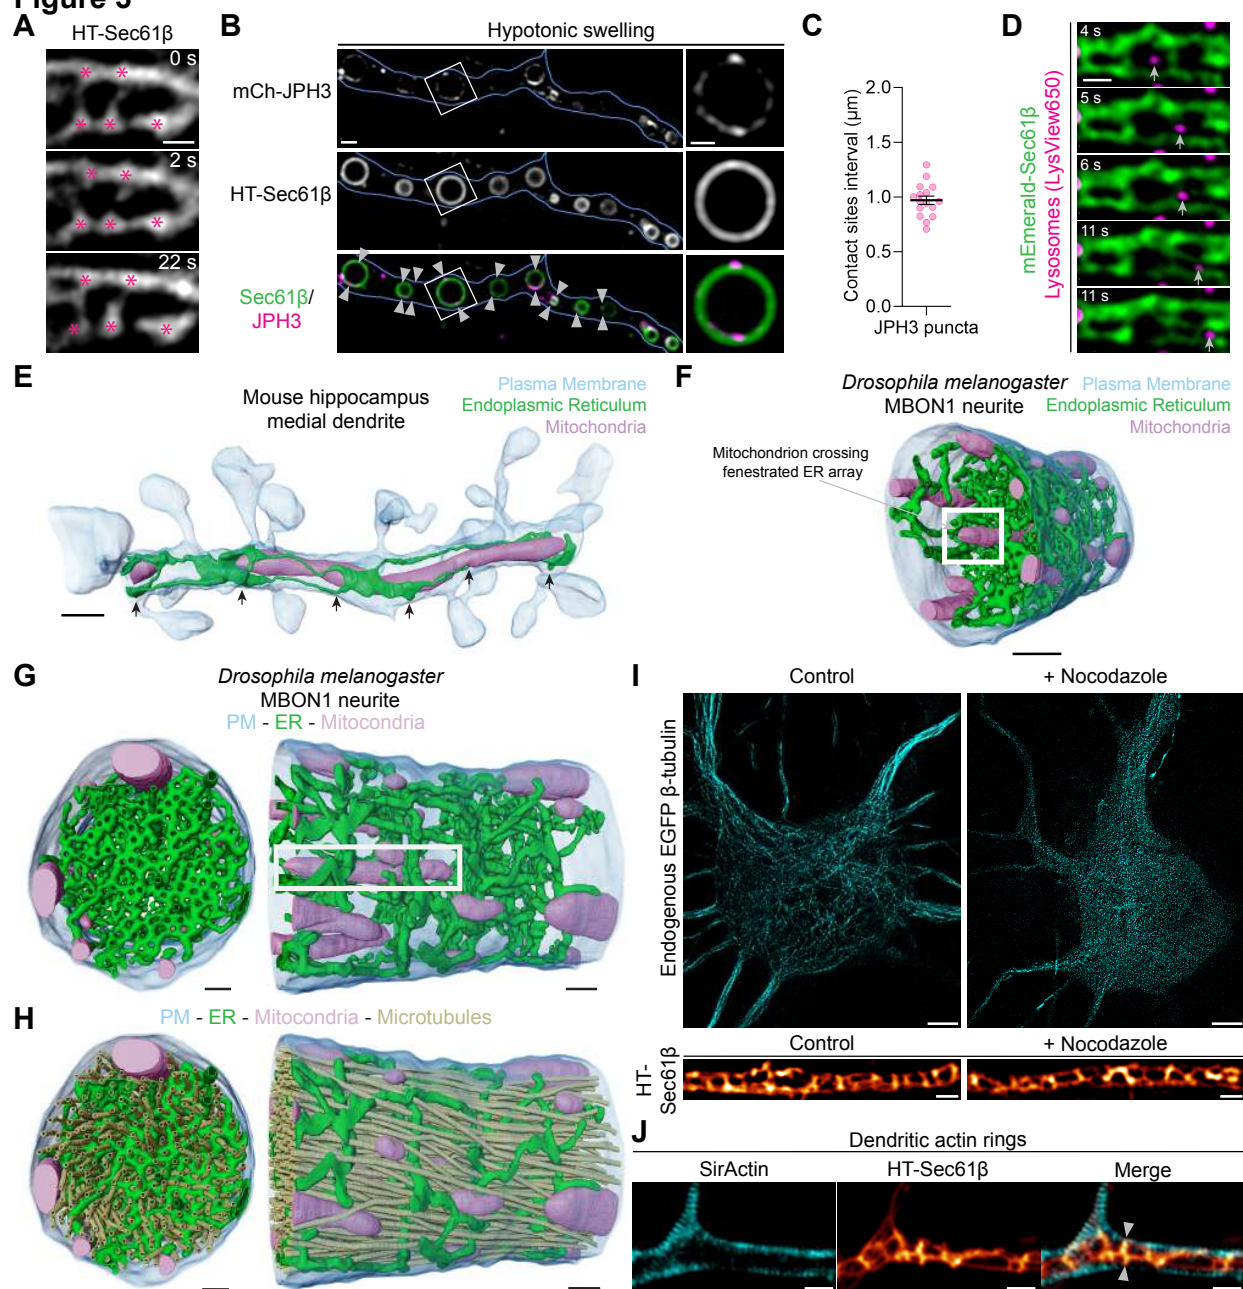 Figure 3
A
HT-Sec61β
0 s
2 s
22 s
B
Hypotonic swelling
mCh-JPH3
HT-Sec61β
Sec61β/
JPH3
C
Contact sites interval (µm)
2.0
1.5
1.0
0.5
0.0
JPH3 puncta
D
mEmerald-Sec61β
Lysosomes (LysView650)
4 s
5 s
6 s
11 s
11 s
E
Mouse hippocampus
medial dendrite
Plasma Membrane
Endoplasmic Reticulum
Mitochondria
F
Drosophila melanogaster
MBON1 neurite
Plasma Membrane
Endoplasmic Reticulum
Mitochondria
Mitochondrion crossing
fenestrated ER array
G
Drosophila melanogaster
MBON1 neurite
PM - ER - Mitocondria
H
PM - ER - Mitocondria - Microtubules
I
Control
+ Nocodazole
Endogenous EGFP β-tubulin
Control
+ Nocodazole
HT-
Sec61β
J
Dendritic actin rings
SirActin
HT-Sec61β
Merge